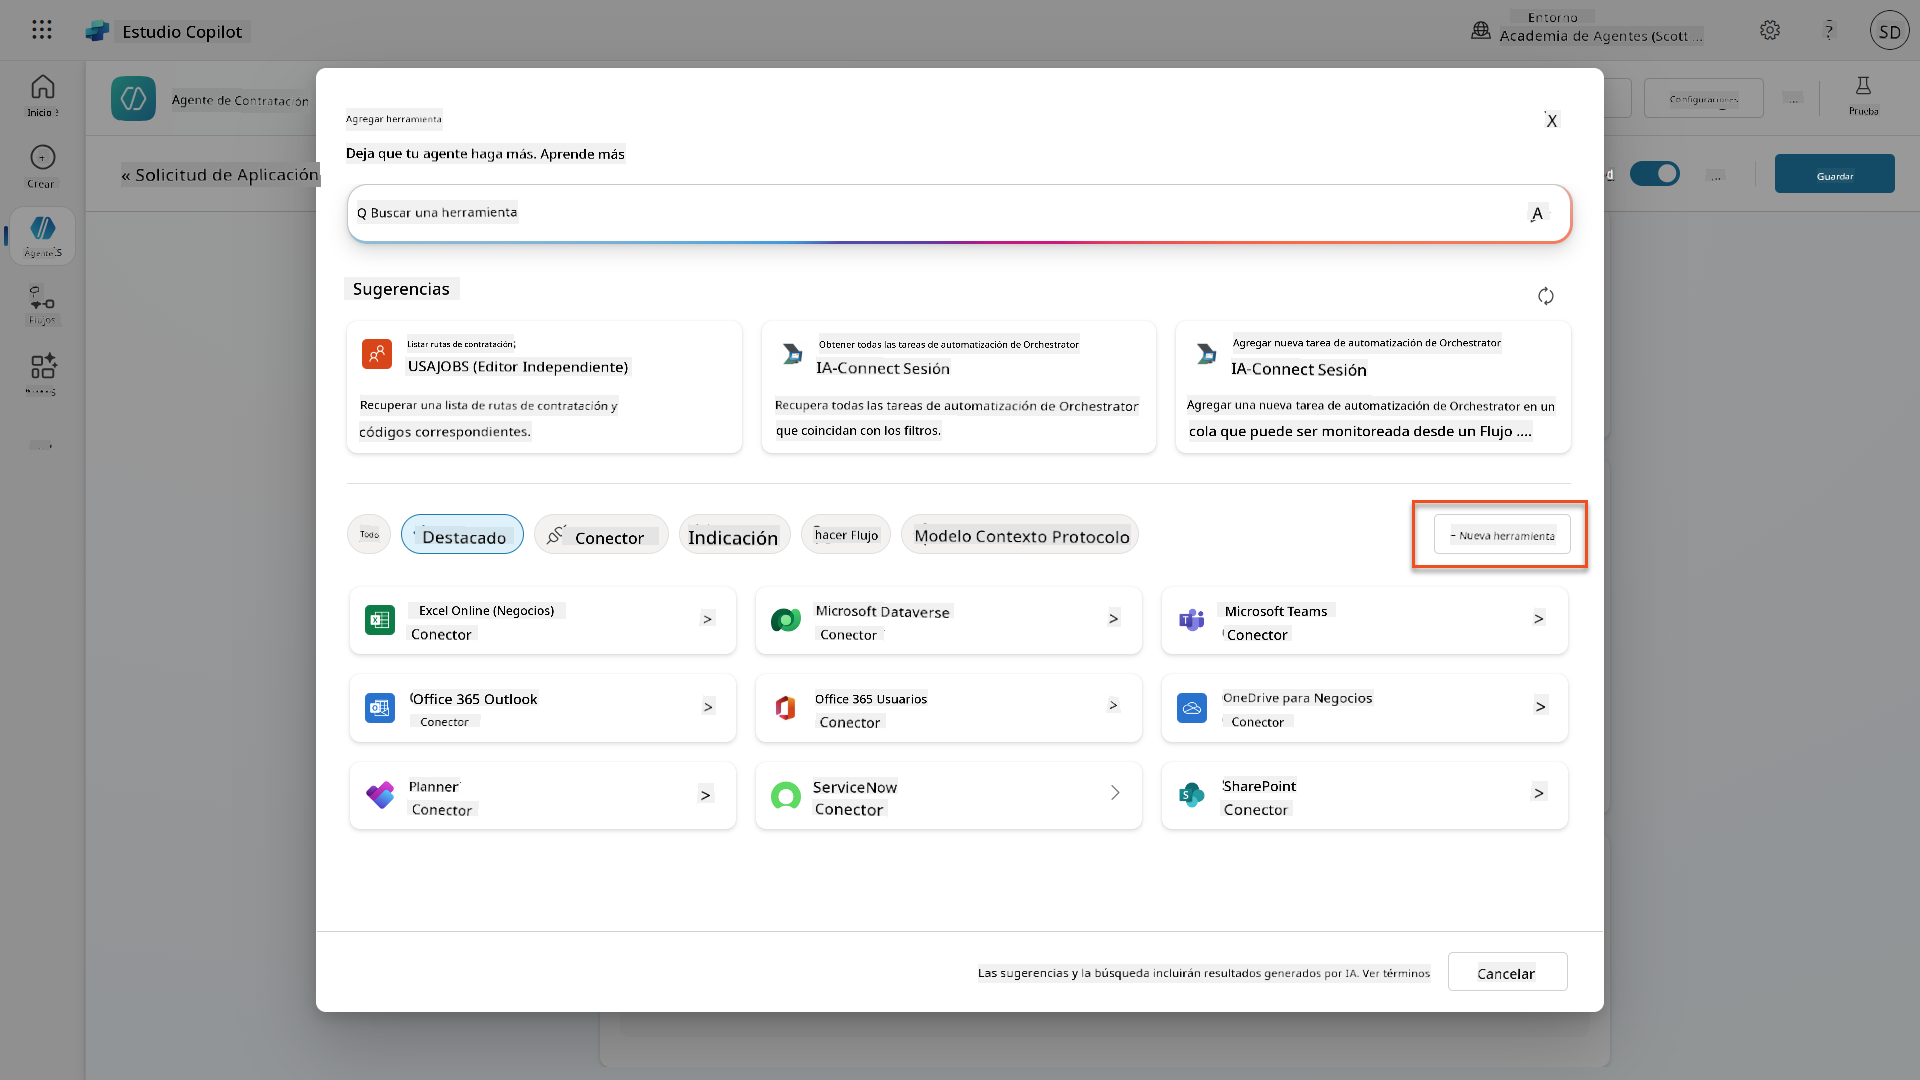 Estudio Copilot
Entorno
Academia de Agentes (Scott ...
?
SD
Inicio
Crear
Agentes
Flujos
Agente de Contratación
Configuraciones
...
Prueba
« Solicitud de Aplicación
d
...
Guardar
Agregar herramienta
X
Deja que tu agente haga más. Aprende más
Q Buscar una herramienta
A
Sugerencias
Listar rutas de contratación
USAJOBS (Editor Independiente)
Recuperar una lista de rutas de contratación y
códigos correspondientes.
Obtener todas las tareas de automatización de Orchestrator
IA-Connect Sesión
Recupera todas las tareas de automatización de Orchestrator
que coincidan con los filtros.
Agregar nueva tarea de automatización de Orchestrator
IA-Connect Sesión
Agregar una nueva tarea de automatización de Orchestrator en un
cola que puede ser monitoreada desde un Flujo ....
Todo
Destacado
Conector
Indicación
hacer Flujo
Modelo Contexto Protocolo
- Nueva herramienta
Excel Online (Negocios)
Conector
>
Microsoft Dataverse
Conector
>
Microsoft Teams
Conector
>
Office 365 Outlook
Conector
>
Office 365 Usuarios
Conector
>
OneDrive para Negocios
Conector
>
Planner
Conector
>
ServiceNow
Conector
SharePoint
Conector
>
Las sugerencias y la búsqueda incluirán resultados generados por IA. Ver términos
Cancelar